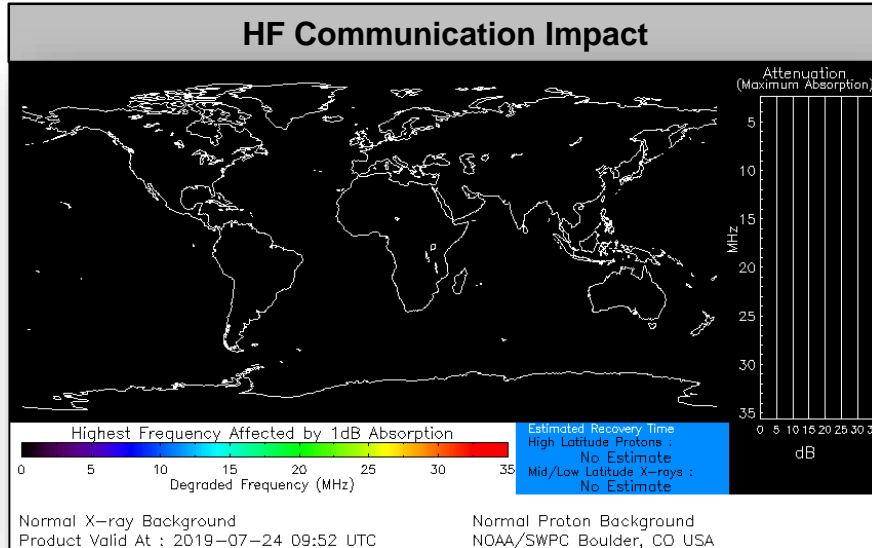 HF Communication Impact
Attenuation
(Maximum Absorption)
5
10
15
20
25
30
35
MHz
0 5 10 15 20 25 30
dB
Highest Frequency Affected by 1dB Absorption
0 5 10 15 20 25 30 35
Degraded Frequency (MHz)
Estimated Recovery Time
High Latitude Protons :
No Estimate
Mid/Low Latitude X-rays :
No Estimate
Normal X-ray Background
Normal Proton Background
Product Valid At : 2019-07-24 09:52 UTC
NOAA/SWPC Boulder, CO USA